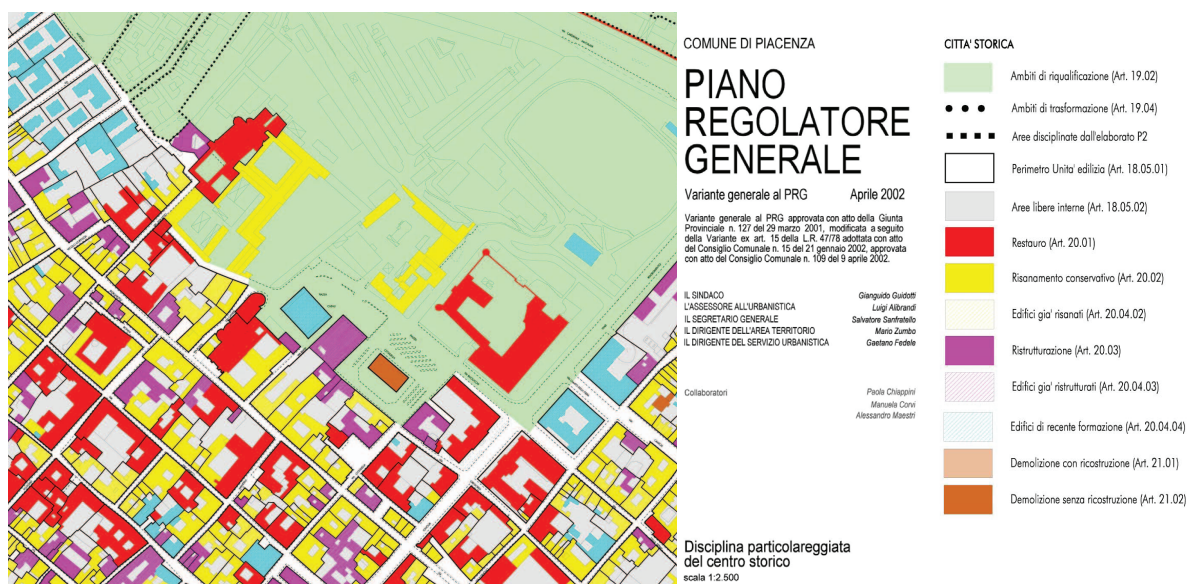 COMUNE DI PIACENZA
PIANO
REGOLATORE
GENERALE
Variante generale al PRG Aprile 2002
Variante generale al PRG approvata con atto della Giunta
Provinciale n. 127 del 29 marzo 2001, modificata a seguito
della Variante ex art. 15 della L.R. 47/78 adottata con atto
del Consiglio Comunale n. 15 del 21 gennaio 2002, approvata
con atto del Consiglio Comunale n. 109 del 9 aprile 2002.
IL SINDACO Gianguido Guidotti
L'ASSESSORE ALL'URBANISTICA Luigi Alibrandi
IL SEGRETARIO GENERALE Salvatore Sanfratello
IL DIRIGENTE DELL'AREA TERRITORIO Mario Zumbo
IL DIRIGENTE DEL SERVIZIO URBANISTICA Gaetano Fedele
Collaboratori Paola Chiappini
Manuela Corvi
Alessandro Maestri
Disciplina particolareggiata
del centro storico
scala 1:2.500
CITTA' STORICA
Ambiti di riqualificazione (Art. 19.02)
Ambiti di trasformazione (Art. 19.04)
Aree disciplinate dall'elaborato P2
Perimetro Unita' edilizia (Art. 18.05.01)
Aree libere interne (Art. 18.05.02)
Restauro (Art. 20.01)
Risanamento conservativo (Art. 20.02)
Edifici gia' risanati (Art. 20.04.02)
Ristrutturazione (Art. 20.03)
Edifici gia' ristrutturati (Art. 20.04.03)
Edifici di recente formazione (Art. 20.04.04)
Demolizione con ricostruzione (Art. 21.01)
Demolizione senza ricostruzione (Art. 21.02)